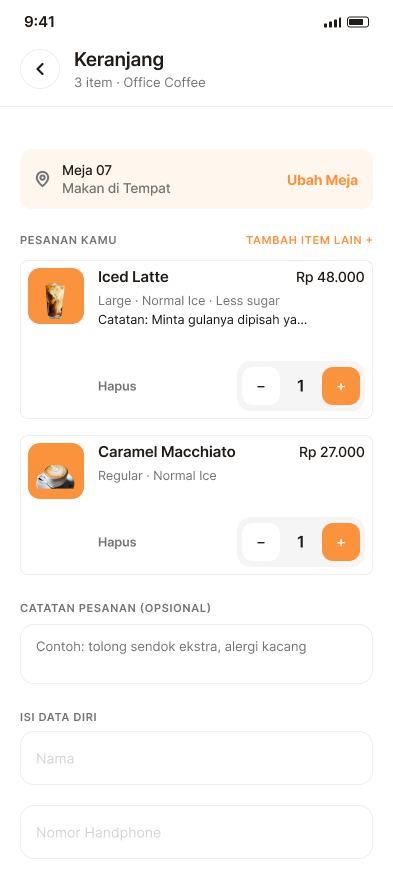 9:41
Keranjang
3 item · Office Coffee
Meja 07
Makan di Tempat
Ubah Meja
PESANAN KAMU
TAMBAH ITEM LAIN +
Iced Latte
Rp 48.000
Large · Normal Ice · Less sugar
Catatan: Minta gulanya dipisah ya...
Hapus
− 1 +
Caramel Macchiato
Rp 27.000
Regular · Normal Ice
Hapus
− 1 +
CATATAN PESANAN (OPSIONAL)
Contoh: tolong sendok ekstra, alergi kacang
ISI DATA DIRI
Nama
Nomor Handphone